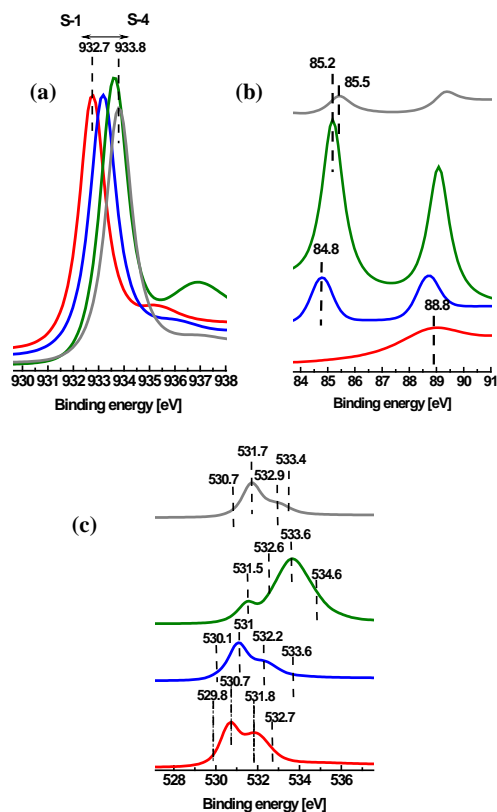 S-1 S-4
932.7 933.8
(a)
930 931 932 933 934 935 936 937 938
Binding energy [eV]
85.2
85.5
(b)
84.8
88.8
84 85 86 87 88 89 90 91
Binding energy [eV]
531.7
530.7 532.9 533.4
(c)
533.6
532.6
531.5 534.6
531
530.1 532.2 533.6
530.7
529.8 531.8
532.7
528 530 532 534 536
Binding energy [eV]